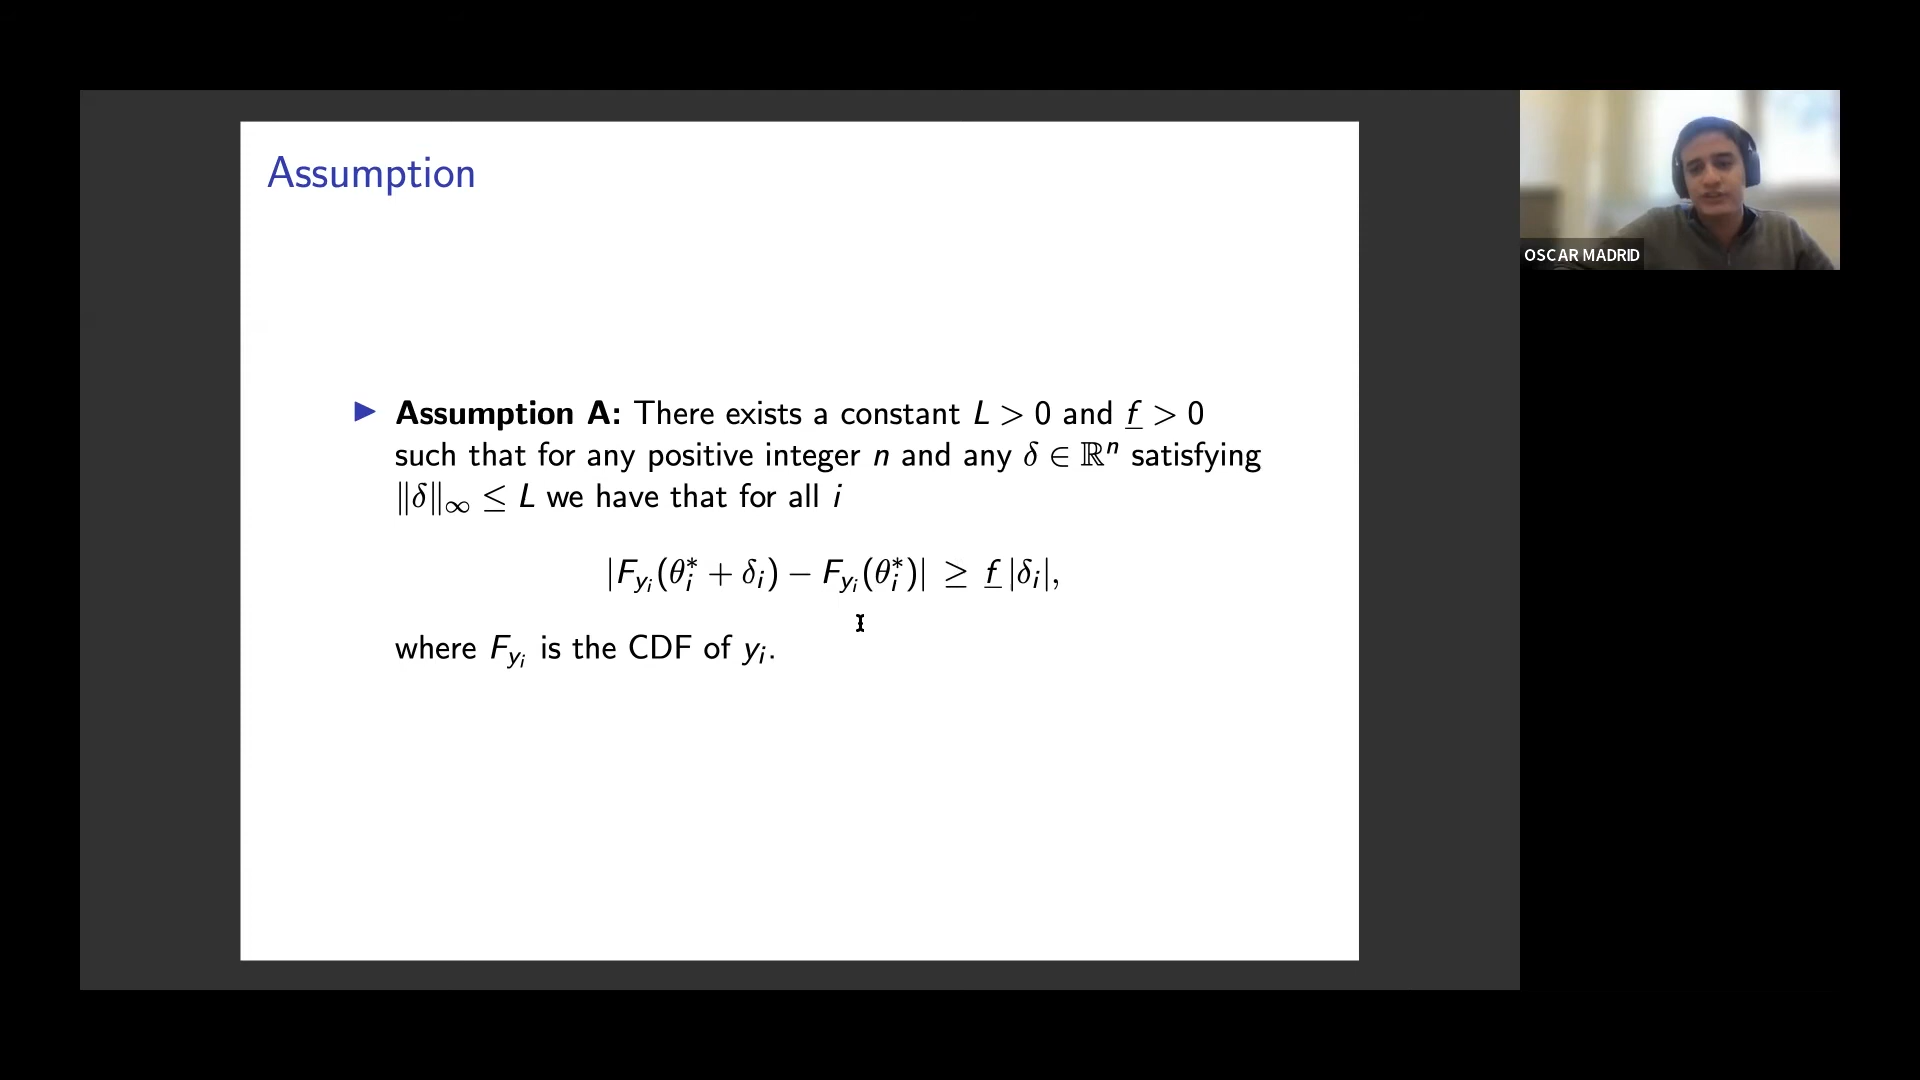 Assumption
▶ Assumption A: There exists a constant L > 0 and f̲ > 0
such that for any positive integer n and any δ ∈ ℝⁿ satisfying
‖δ‖∞ ≤ L we have that for all i
|F_{y_i}(θ_i^* + δ_i) − F_{y_i}(θ_i^*)| ≥ f̲ |δ_i|,
where F_{y_i} is the CDF of y_i.
OSCAR MADRID